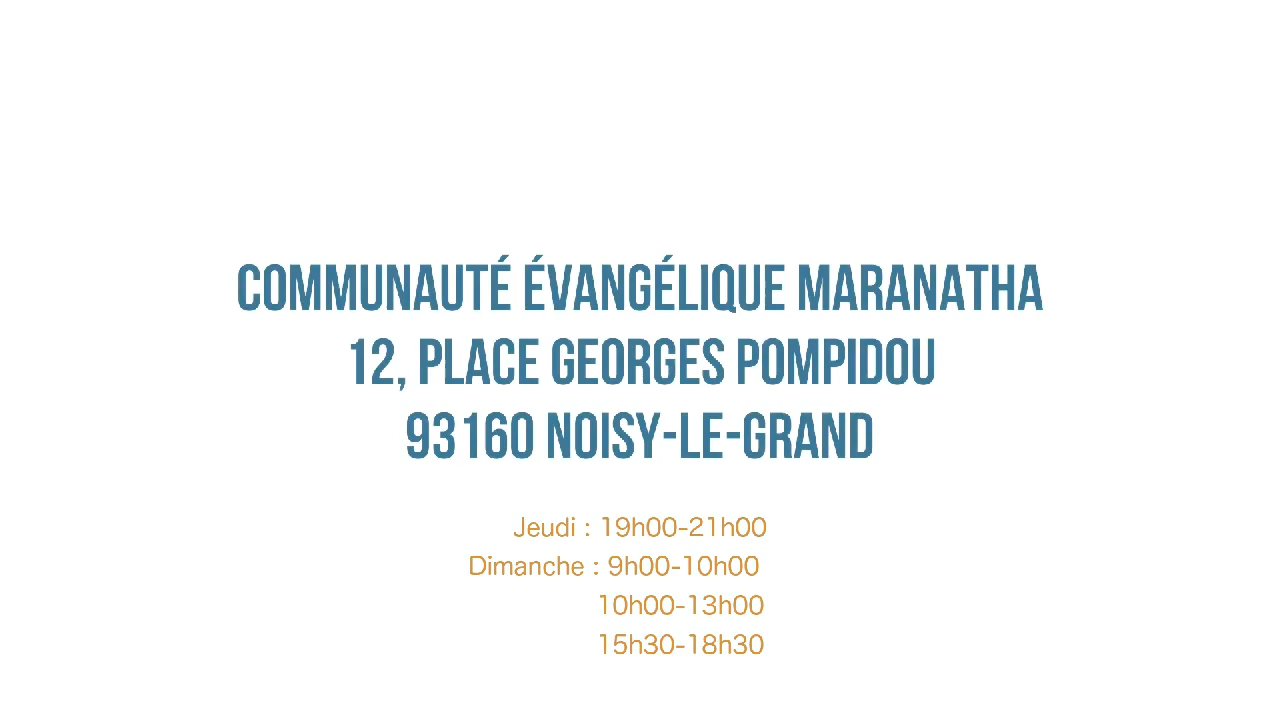 COMMUNAUTÉ ÉVANGÉLIQUE MARANATHA
12, PLACE GEORGES POMPIDOU
93160 NOISY-LE-GRAND
Jeudi : 19h00-21h00
Dimanche : 9h00-10h00
10h00-13h00
15h30-18h30